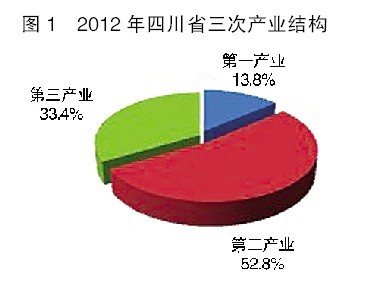 图 1 2012 年四川省三次产业结构
第一产业
13.8%
第三产业
33.4%
第二产业
52.8%